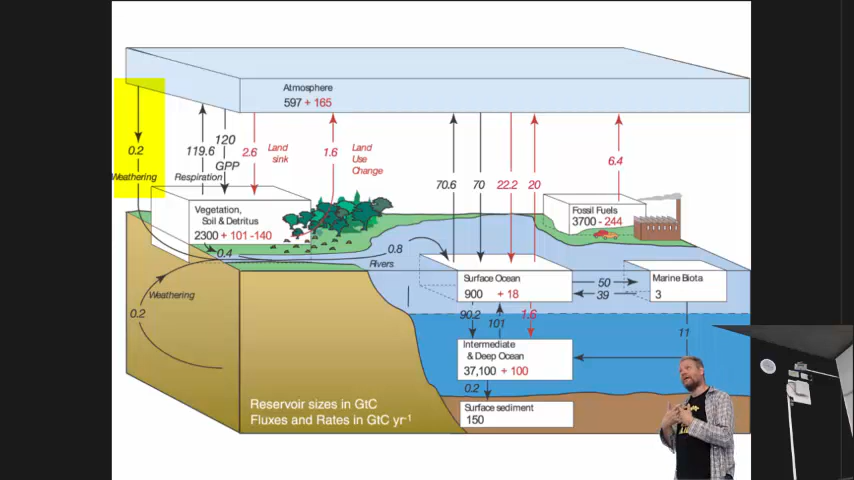 Atmosphere
597 + 165
0.2
Weathering
119.6
Respiration
120
GPP
2.6
Land
sink
1.6
Land
Use
Change
70.6
70
22.2
20
6.4
Vegetation,
Soil & Detritus
2300 + 101 -140
Fossil Fuels
3700 - 244
0.4
0.8
Rivers
Weathering
0.2
Surface Ocean
900 + 18
50
39
Marine Biota
3
90.2
101
1.6
11
Intermediate
& Deep Ocean
37,100 + 100
0.2
Surface sediment
150
Reservoir sizes in GtC
Fluxes and Rates in GtC yr-1